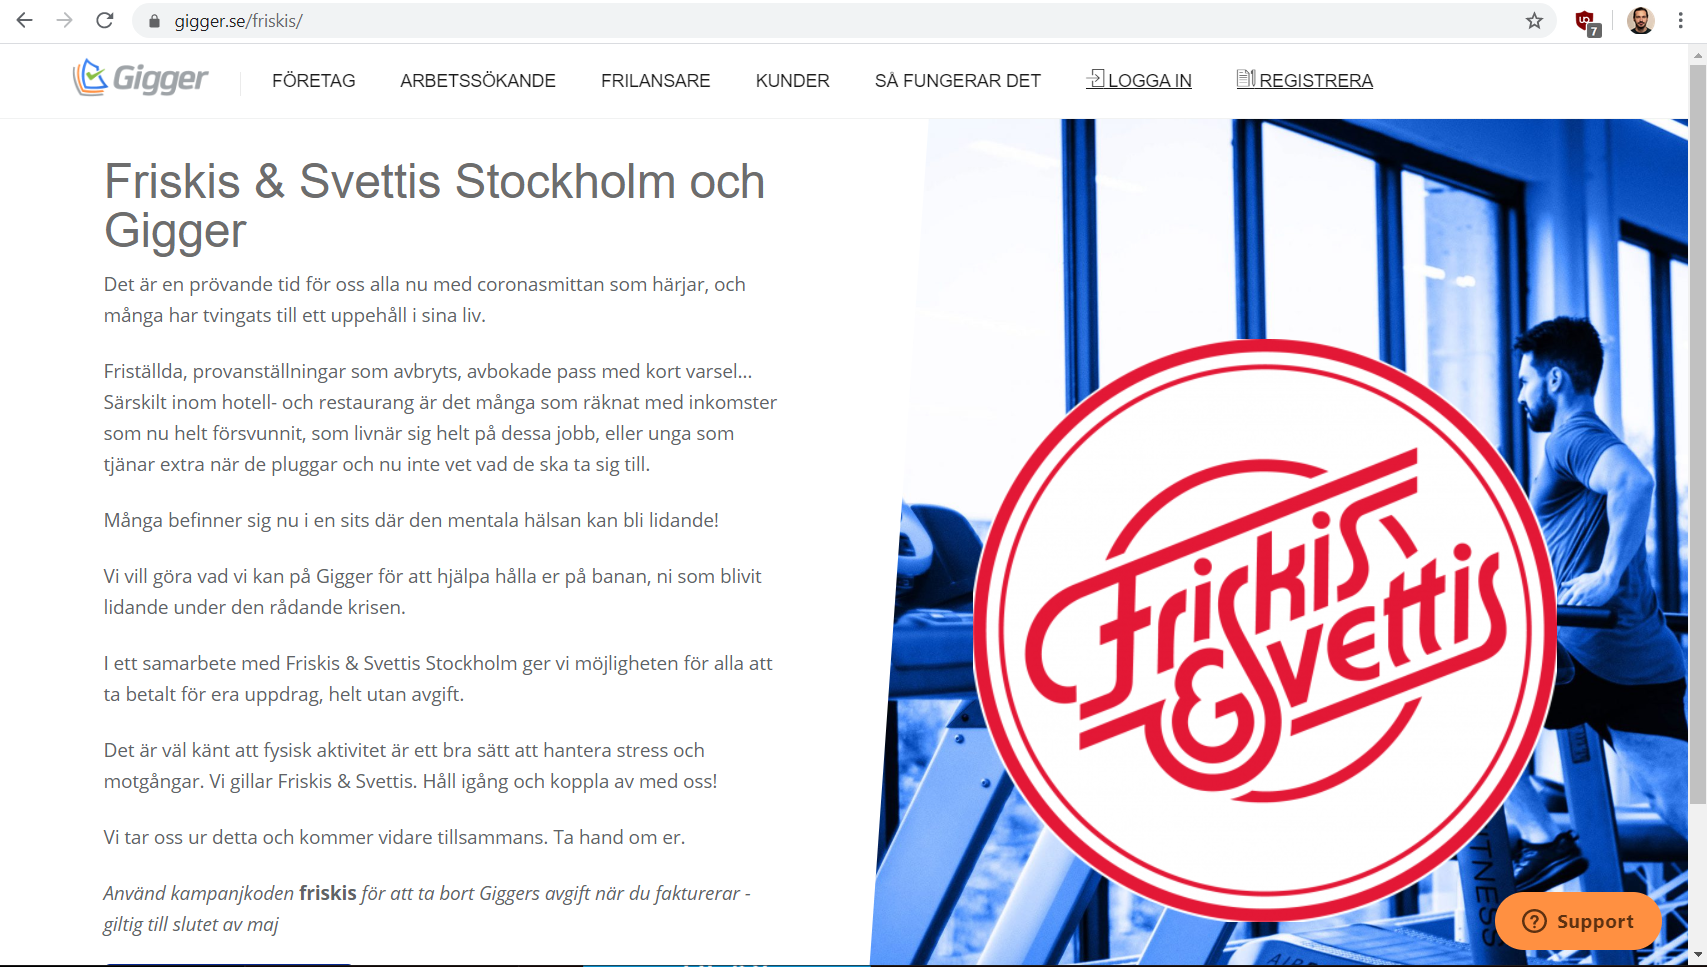 gigger.se/friskis/
7
Gigger
FÖRETAG
ARBETSSÖKANDE
FRILANSARE
KUNDER
SÅ FUNGERAR DET
LOGGA IN
REGISTRERA
Friskis & Svettis Stockholm och
Gigger
Det är en prövande tid för oss alla nu med coronasmittan som härjar, och
många har tvingats till ett uppehåll i sina liv.
Friställda, provanställningar som avbryts, avbokade pass med kort varsel...
Särskilt inom hotell- och restaurang är det många som räknat med inkomster
som nu helt försvunnit, som livnär sig helt på dessa jobb, eller unga som
tjänar extra när de pluggar och nu inte vet vad de ska ta sig till.
Många befinner sig nu i en sits där den mentala hälsan kan bli lidande!
Vi vill göra vad vi kan på Gigger för att hjälpa hålla er på banan, ni som blivit
lidande under den rådande krisen.
I ett samarbete med Friskis & Svettis Stockholm ger vi möjligheten för alla att
ta betalt för era uppdrag, helt utan avgift.
Det är väl känt att fysisk aktivitet är ett bra sätt att hantera stress och
motgångar. Vi gillar Friskis & Svettis. Håll igång och koppla av med oss!
Vi tar oss ur detta och kommer vidare tillsammans. Ta hand om er.
Använd kampanjkoden friskis för att ta bort Giggers avgift när du fakturerar -
giltig till slutet av maj
Friskis
& Svettis
Support